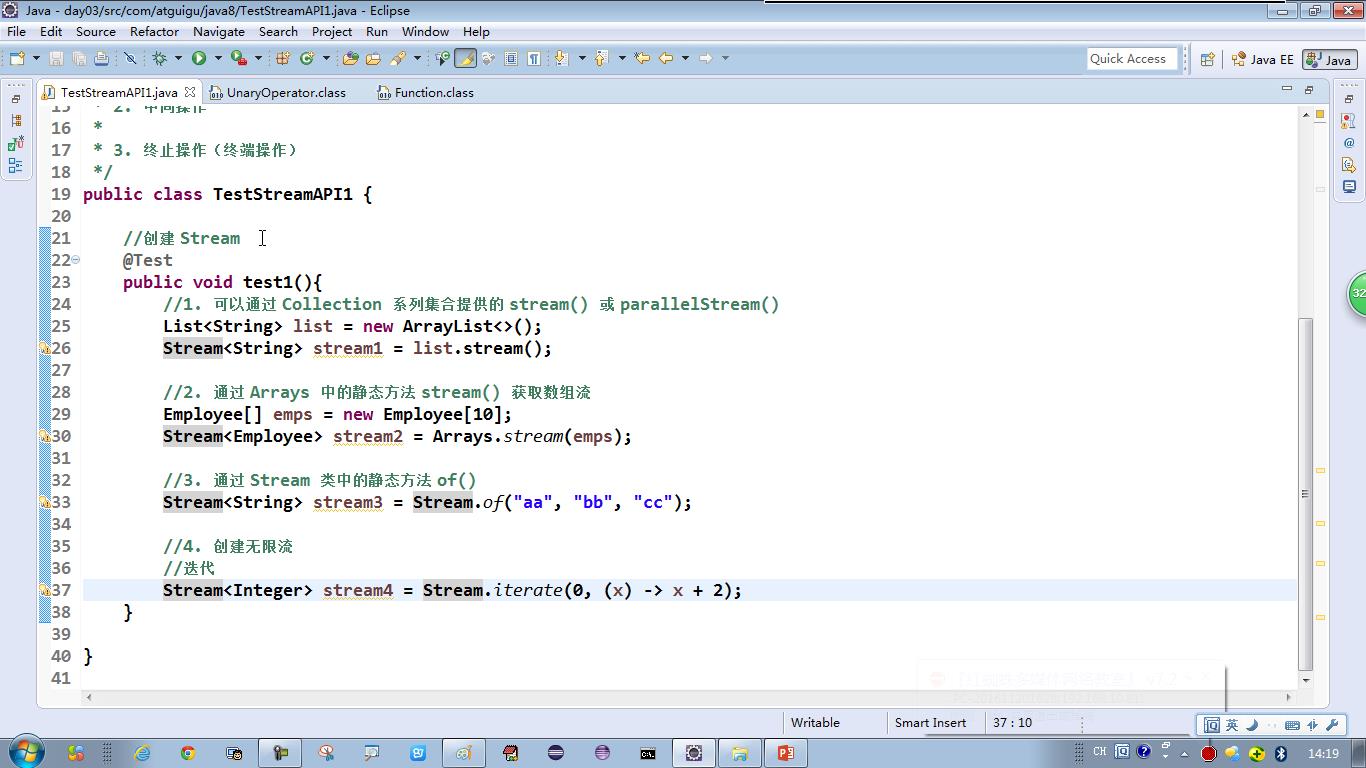 Java - day03/src/com/atguigu/java8/TestStreamAPI1.java - Eclipse
File Edit Source Refactor Navigate Search Project Run Window Help
Quick Access Java EE Java
TestStreamAPI1.java UnaryOperator.class Function.class
15 * 2. 中间操作
16 *
17 * 3. 终止操作（终端操作）
18 */
19 public class TestStreamAPI1 {
20
21 //创建 Stream
22 @Test
23 public void test1(){
24 //1. 可以通过 Collection 系列集合提供的 stream() 或 parallelStream()
25 List<String> list = new ArrayList<>();
26 Stream<String> stream1 = list.stream();
27
28 //2. 通过 Arrays 中的静态方法 stream() 获取数组流
29 Employee[] emps = new Employee[10];
30 Stream<Employee> stream2 = Arrays.stream(emps);
31
32 //3. 通过 Stream 类中的静态方法 of()
33 Stream<String> stream3 = Stream.of("aa", "bb", "cc");
34
35 //4. 创建无限流
36 //迭代
37 Stream<Integer> stream4 = Stream.iterate(0, (x) -> x + 2);
38 }
39
40 }
41
32
Writable Smart Insert 37 : 10
英
CH 14:19